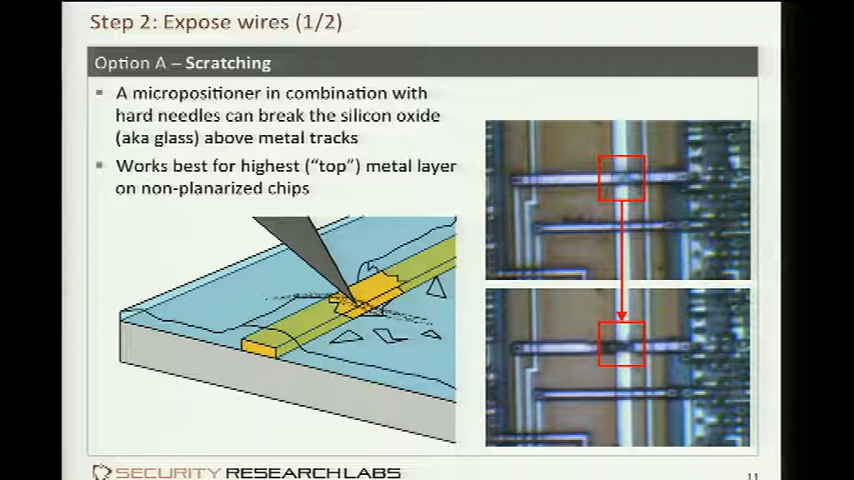 Step 2: Expose wires (1/2)
Option A – Scratching
▪ A micropositioner in combination with
hard needles can break the silicon oxide
(aka glass) above metal tracks
▪ Works best for highest (“top”) metal layer
on non-planarized chips
SECURITY RESEARCH LABS
11